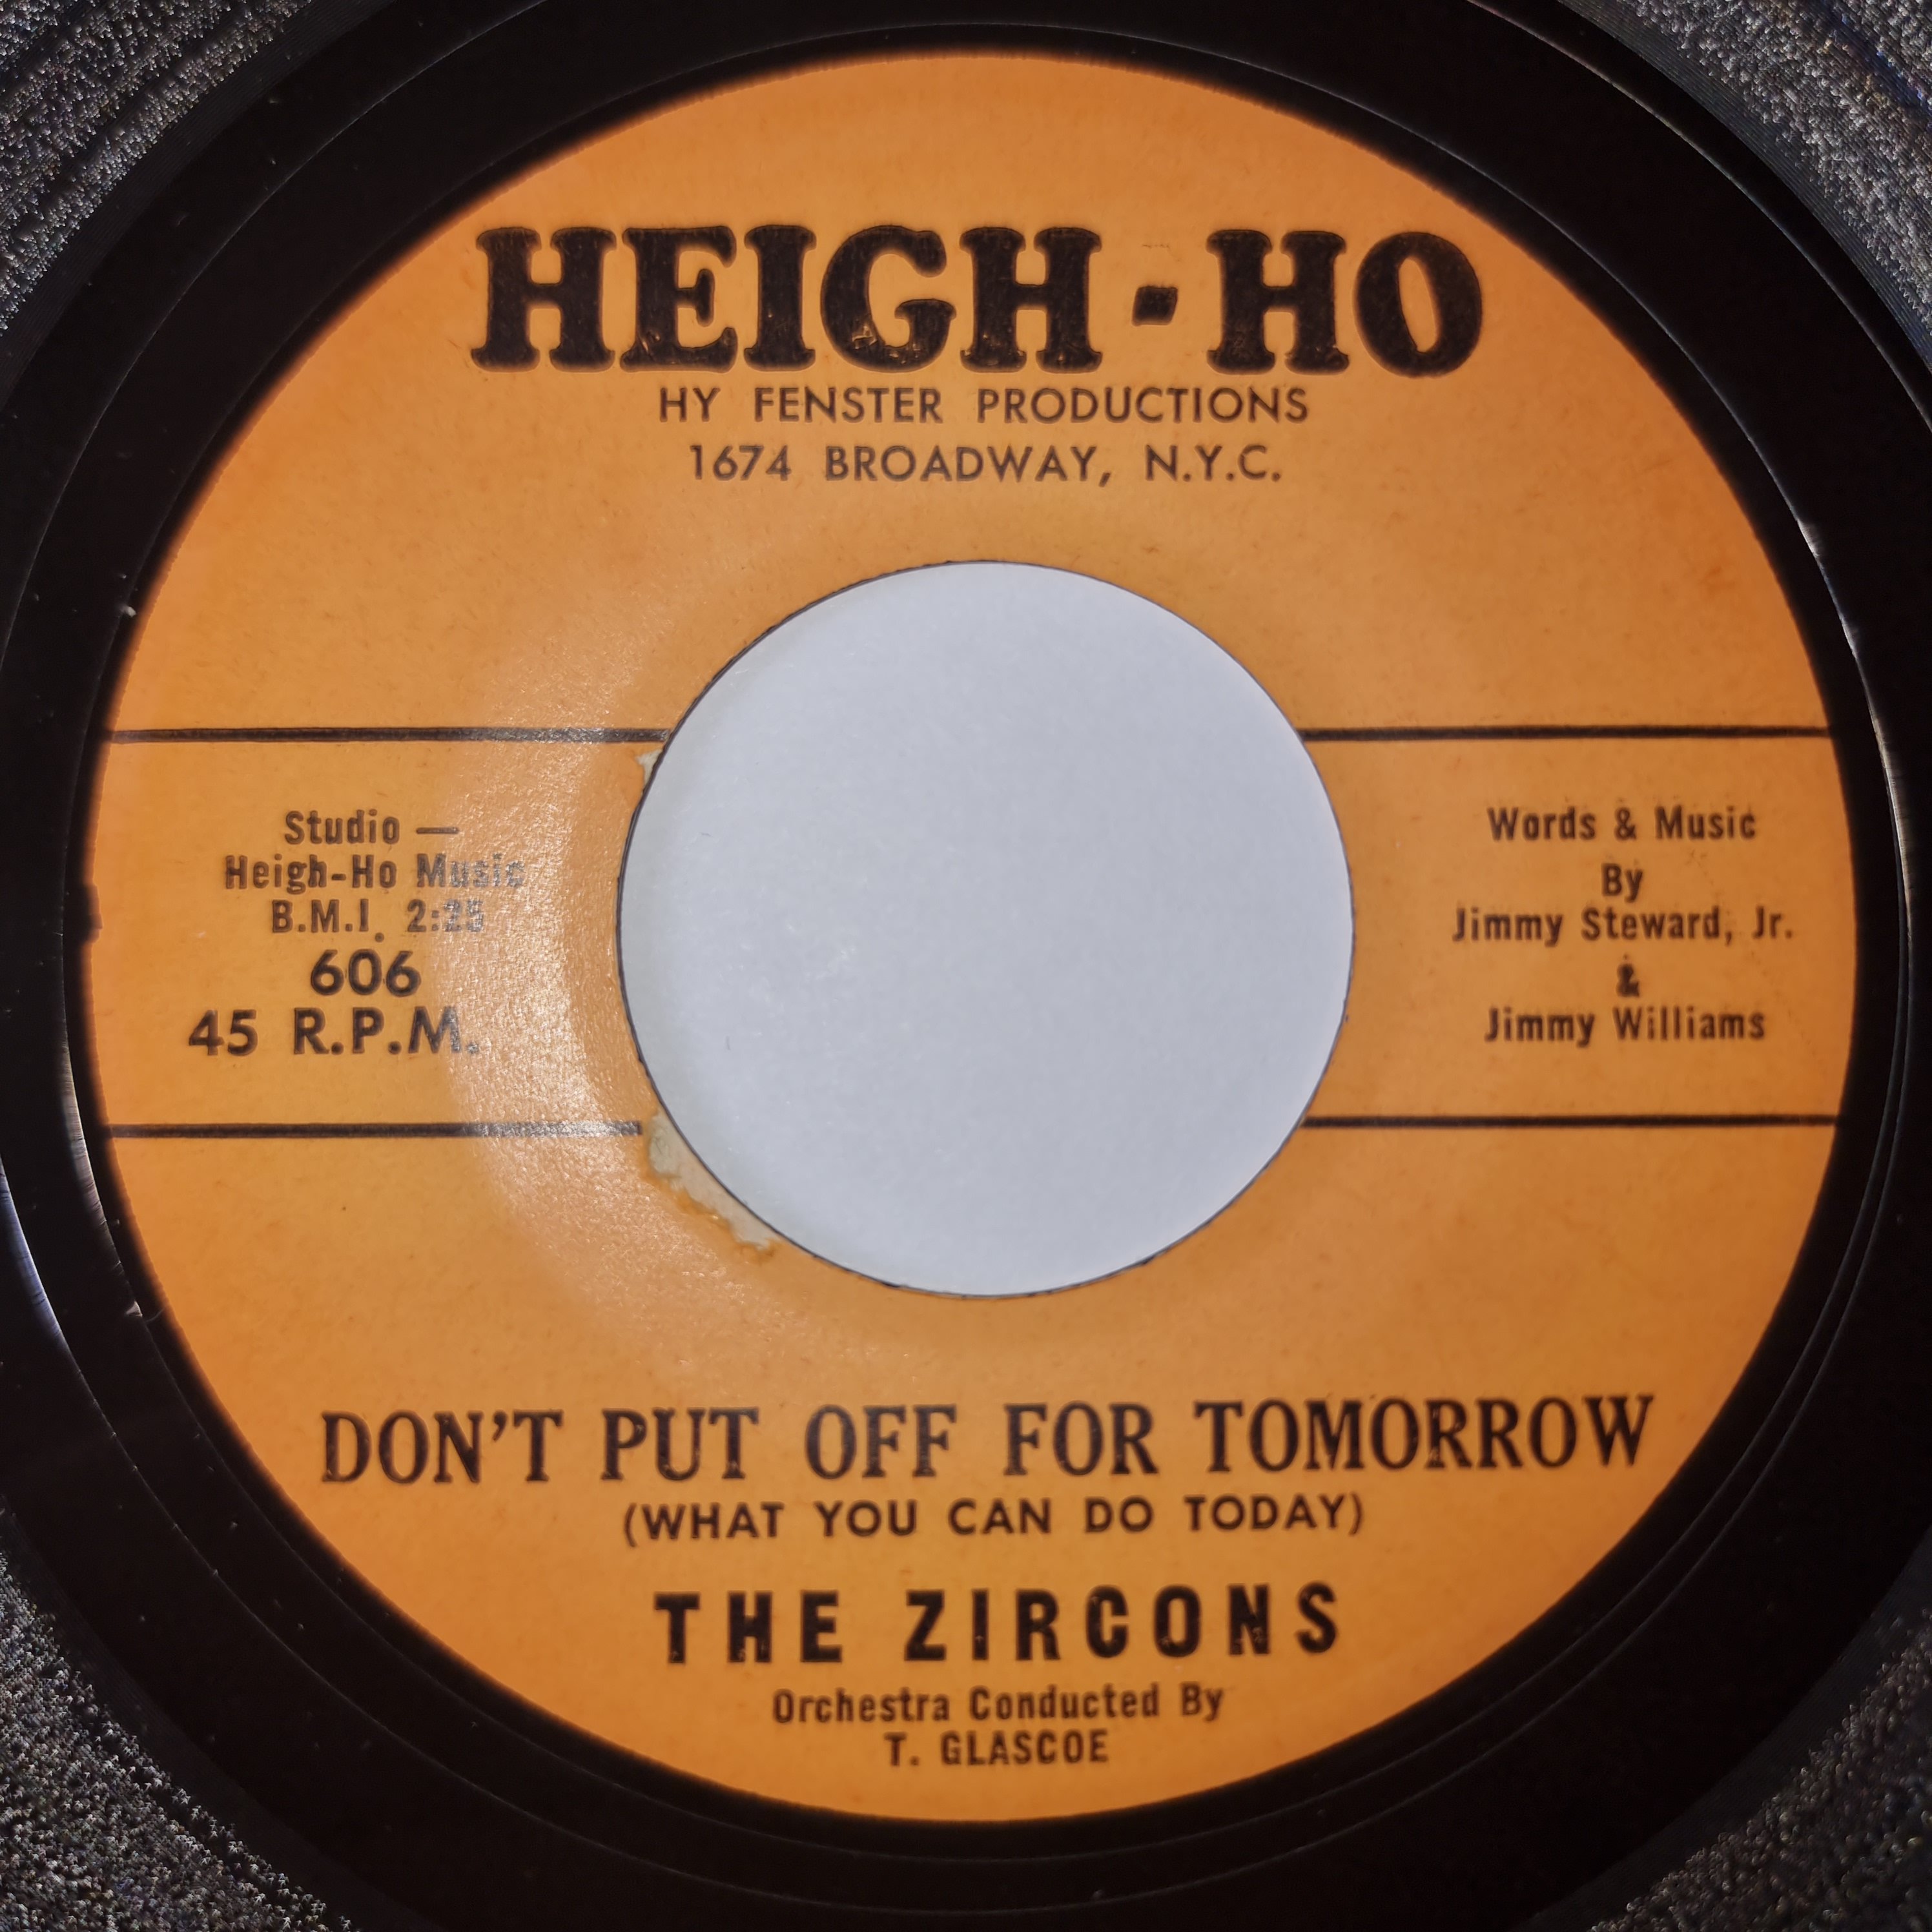 HEIGH-HO
HY FENSTER PRODUCTIONS
1674 BROADWAY, N.Y.C.
Studio —
Heigh-Ho Music
B.M.I. 2:25
606
45 R.P.M.
Words & Music
By
Jimmy Steward, Jr.
&
Jimmy Williams
DON'T PUT OFF FOR TOMORROW
(WHAT YOU CAN DO TODAY)
THE ZIRCONS
Orchestra Conducted By
T. GLASCOE